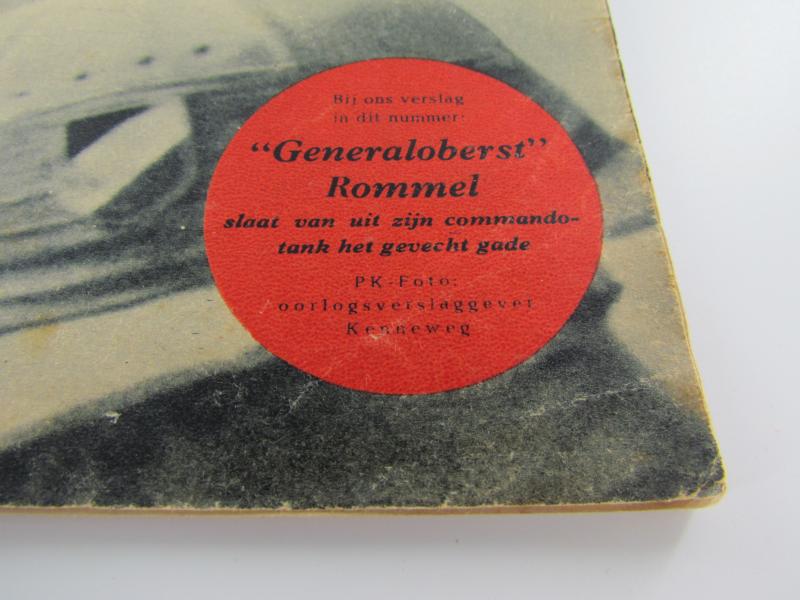 Bij ons verslag
in dit nummer:
“Generaloberst”
Rommel
slaat van uit zijn commando-
tank het gevecht gade
PK-Foto:
oorlogsverslaggever
Kenneweg